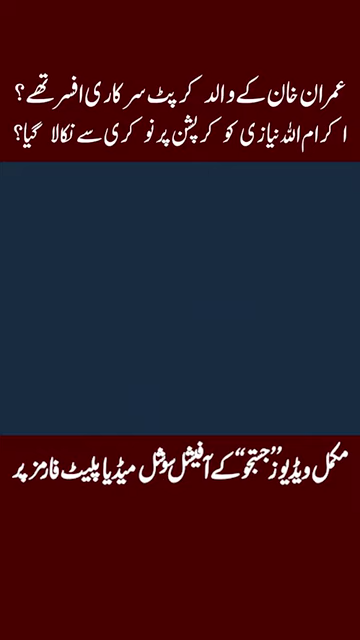 عمران خان کے والد کرپٹ سرکاری افسر تھے؟
اکرام اللہ نیازی کو کرپشن پر نوکری سے نکالا گیا؟
مکمل ویڈیوز ”جستجو“ کے آفیشل سوشل میڈیا پلیٹ فارمز پر